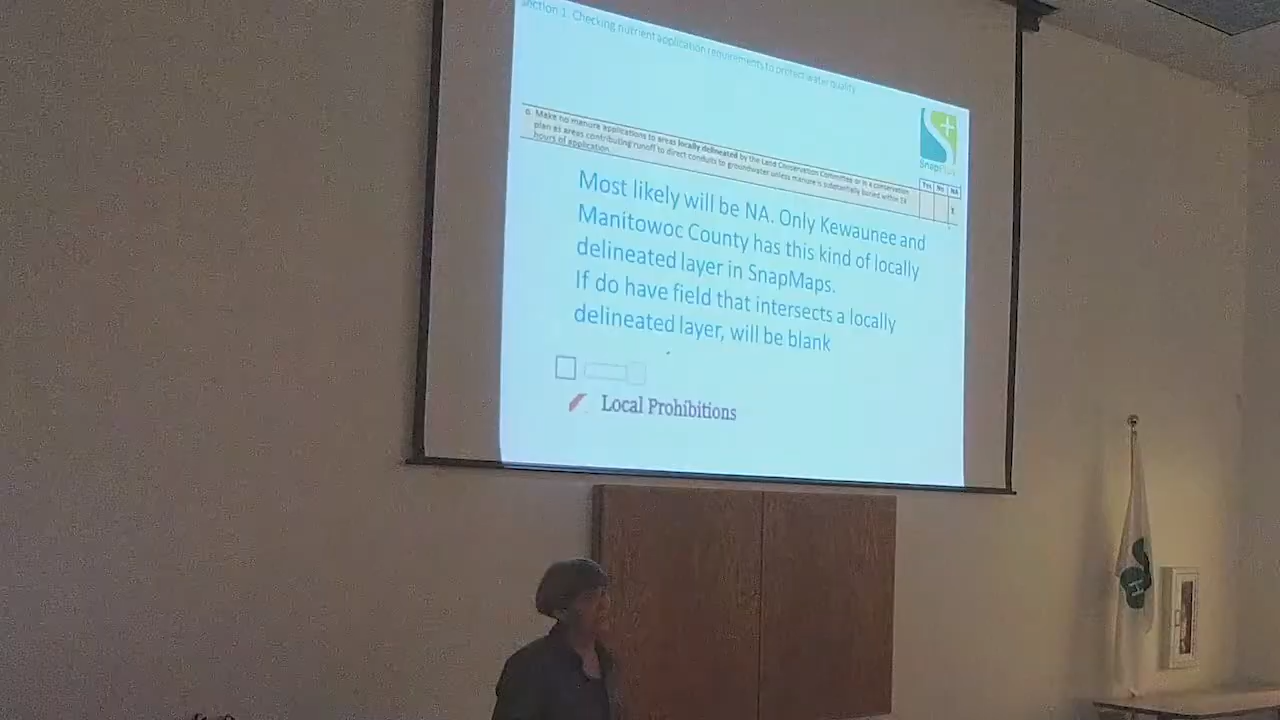 Section 1. Checking nutrient application requirements to protect water quality
SnapPlus
o Make no manure applications to areas locally delineated by the Land Conservation Committee or in a conservation
plan as areas contributing runoff to direct conduits to groundwater unless manure is substantially buried within 24
hours of application.
Yes No NA
X
Most likely will be NA. Only Kewaunee and
Manitowoc County has this kind of locally
delineated layer in SnapMaps.
If do have field that intersects a locally
delineated layer, will be blank
Local Prohibitions
H